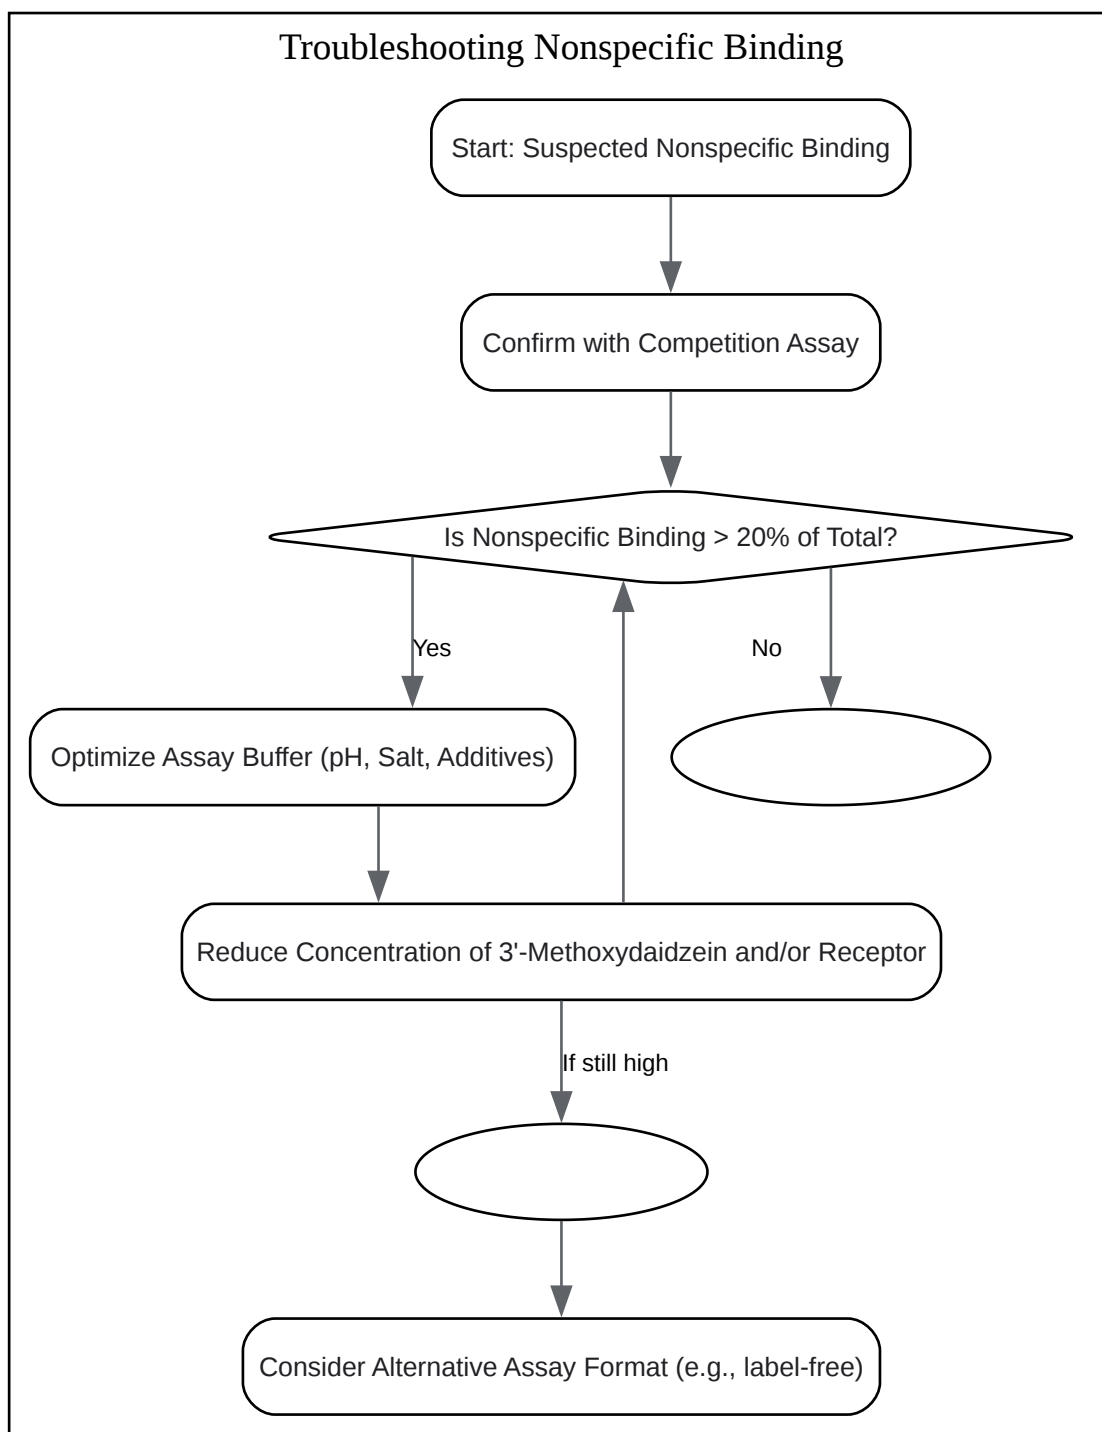 Troubleshooting Nonspecific Binding
Start: Suspected Nonspecific Binding
Confirm with Competition Assay
Is Nonspecific Binding > 20% of Total?
Yes
No
Optimize Assay Buffer (pH, Salt, Additives)
Reduce Concentration of 3'-Methoxydaidzein and/or Receptor
If still high
Consider Alternative Assay Format (e.g., label-free)